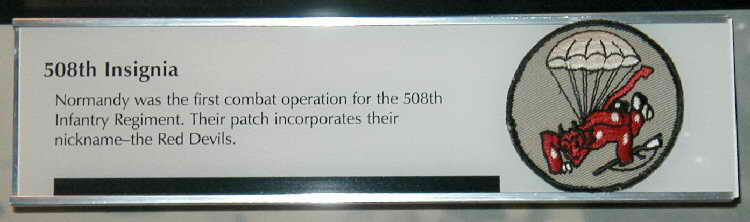 508th Insignia
Normandy was the first combat operation for the 508th
Infantry Regiment. Their patch incorporates their
nickname–the Red Devils.